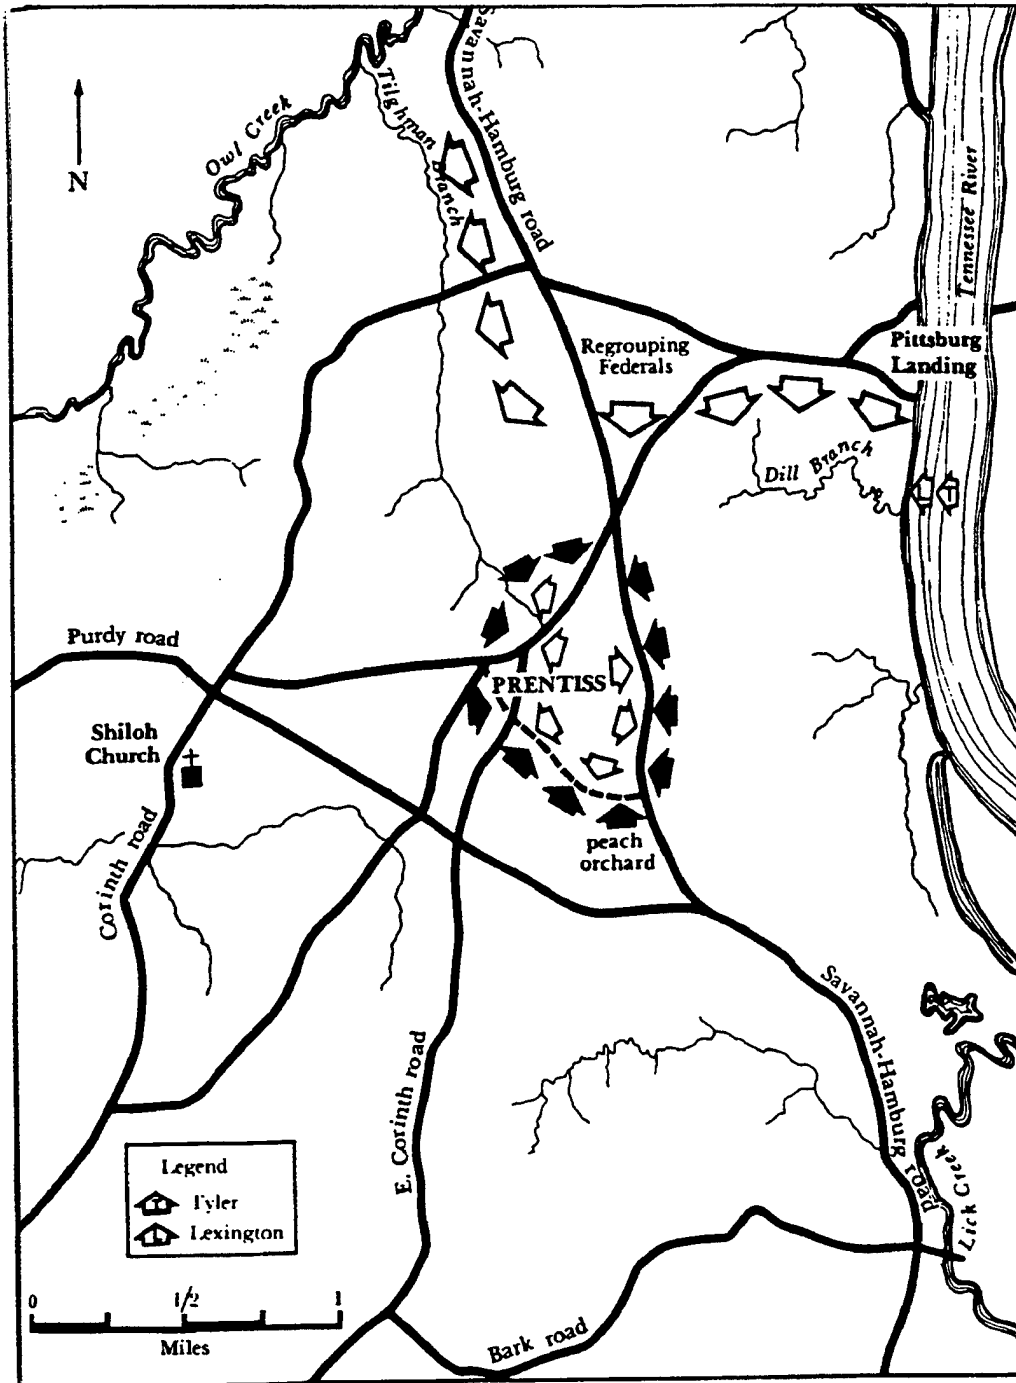 Savannah-Hamburg road
Owl Creek
Tilghman Branch
N
Tennessee River
Regrouping
Federals
Pittsburg
Landing
Dill Branch
L T
Purdy road
PRENTISS
Shiloh
Church
peach
orchard
Corinth road
Savannah-Hamburg road
E. Corinth road
Lick Creek
Legend
T Tyler
L Lexington
0 1/2 1
Miles
Bark road